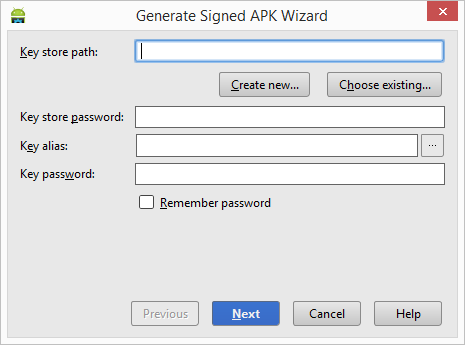 Generate Signed APK Wizard
Key store path:
Create new... Choose existing...
Key store password:
Key alias: ...
Key password:
Remember password
Previous Next Cancel Help